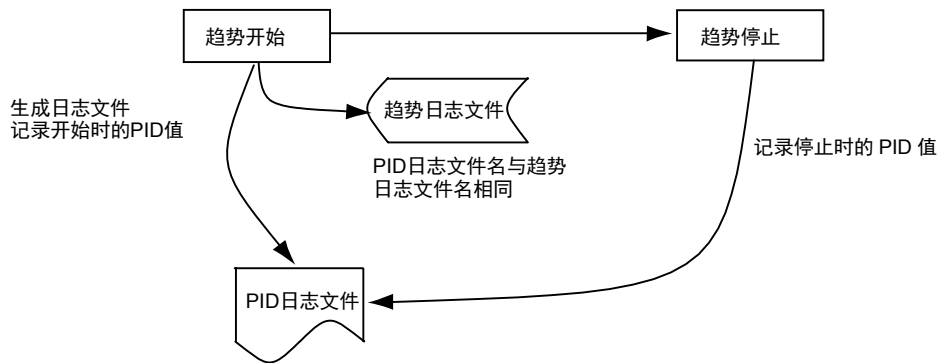 趋势开始
趋势停止
生成日志文件
记录开始时的PID值
趋势日志文件
PID日志文件名与趋势
日志文件名相同
记录停止时的 PID 值
PID日志文件